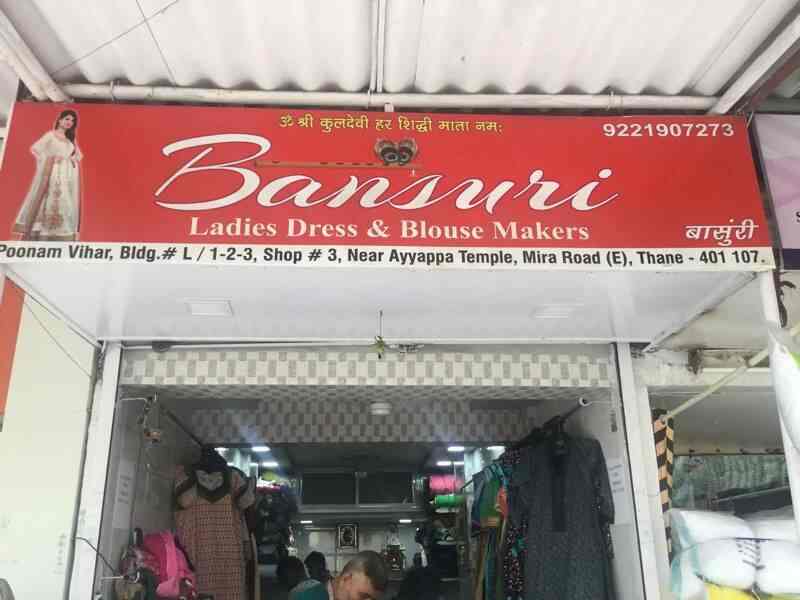 ॐ श्री कुलदेवी हर शिद्धी माता नमः
9221907273
Bansuri
Ladies Dress & Blouse Makers
बासुंरी
Poonam Vihar, Bldg.# L / 1-2-3, Shop # 3, Near Ayyappa Temple, Mira Road (E), Thane - 401 107.